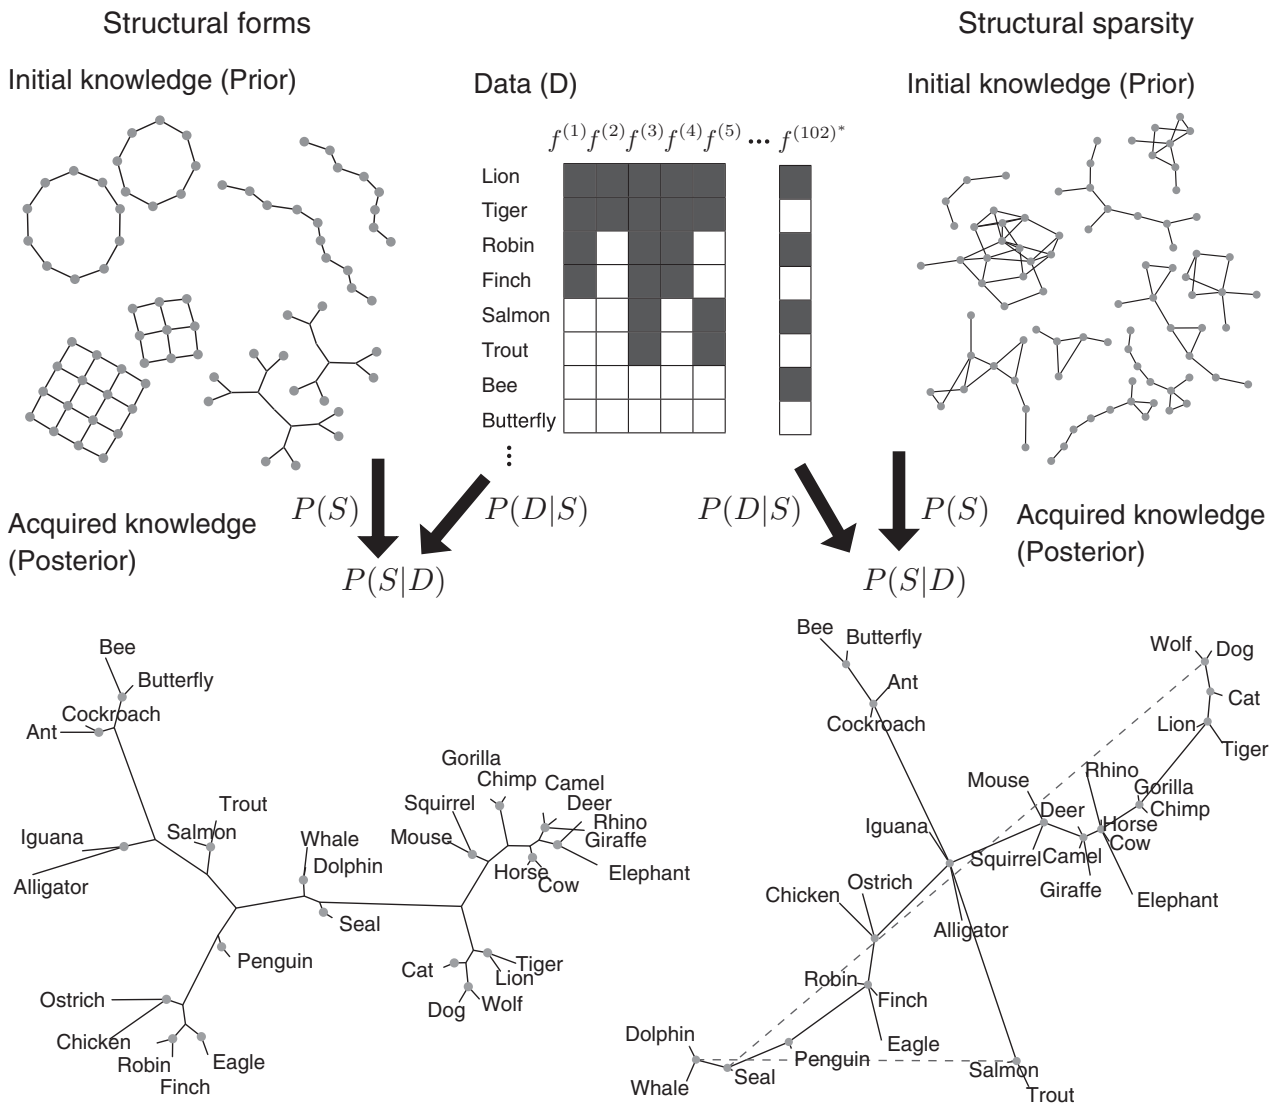 Structural forms
Structural sparsity
Initial knowledge (Prior)
Data (D)
Initial knowledge (Prior)
f(1) f(2) f(3) f(4) f(5) ... f(102)*
Lion
Tiger
Robin
Finch
Salmon
Trout
Bee
Butterfly
⋮
P(S)
P(D|S)
P(D|S)
P(S)
Acquired knowledge
(Posterior)
Acquired knowledge
(Posterior)
P(S|D)
P(S|D)
Bee
Butterfly
Cockroach
Ant
Trout
Salmon
Iguana
Alligator
Whale
Dolphin
Seal
Penguin
Ostrich
Chicken
Robin
Finch
Eagle
Gorilla
Chimp
Camel
Squirrel
Deer
Mouse
Rhino
Giraffe
Horse
Cow
Elephant
Cat
Tiger
Lion
Dog
Wolf
Bee
Butterfly
Ant
Cockroach
Wolf
Dog
Cat
Lion
Tiger
Mouse
Rhino
Gorilla
Deer
Chimp
Iguana
Horse
Squirrel
Camel
Cow
Giraffe
Elephant
Chicken
Ostrich
Alligator
Robin
Finch
Eagle
Dolphin
Penguin
Whale
Seal
Salmon
Trout